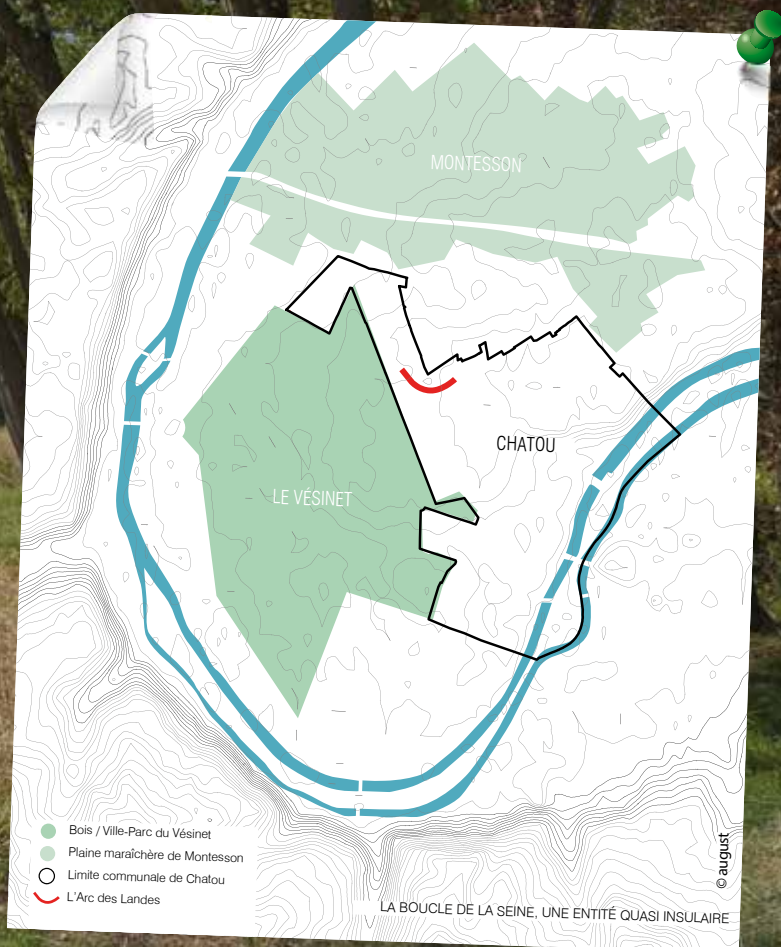 MONTESSON
CHATOU
LE VÉSINET
Bois / Ville-Parc du Vésinet
Plaine maraîchère de Montesson
Limite communale de Chatou
L'Arc des Landes
© august
LA BOUCLE DE LA SEINE, UNE ENTITÉ QUASI INSULAIRE